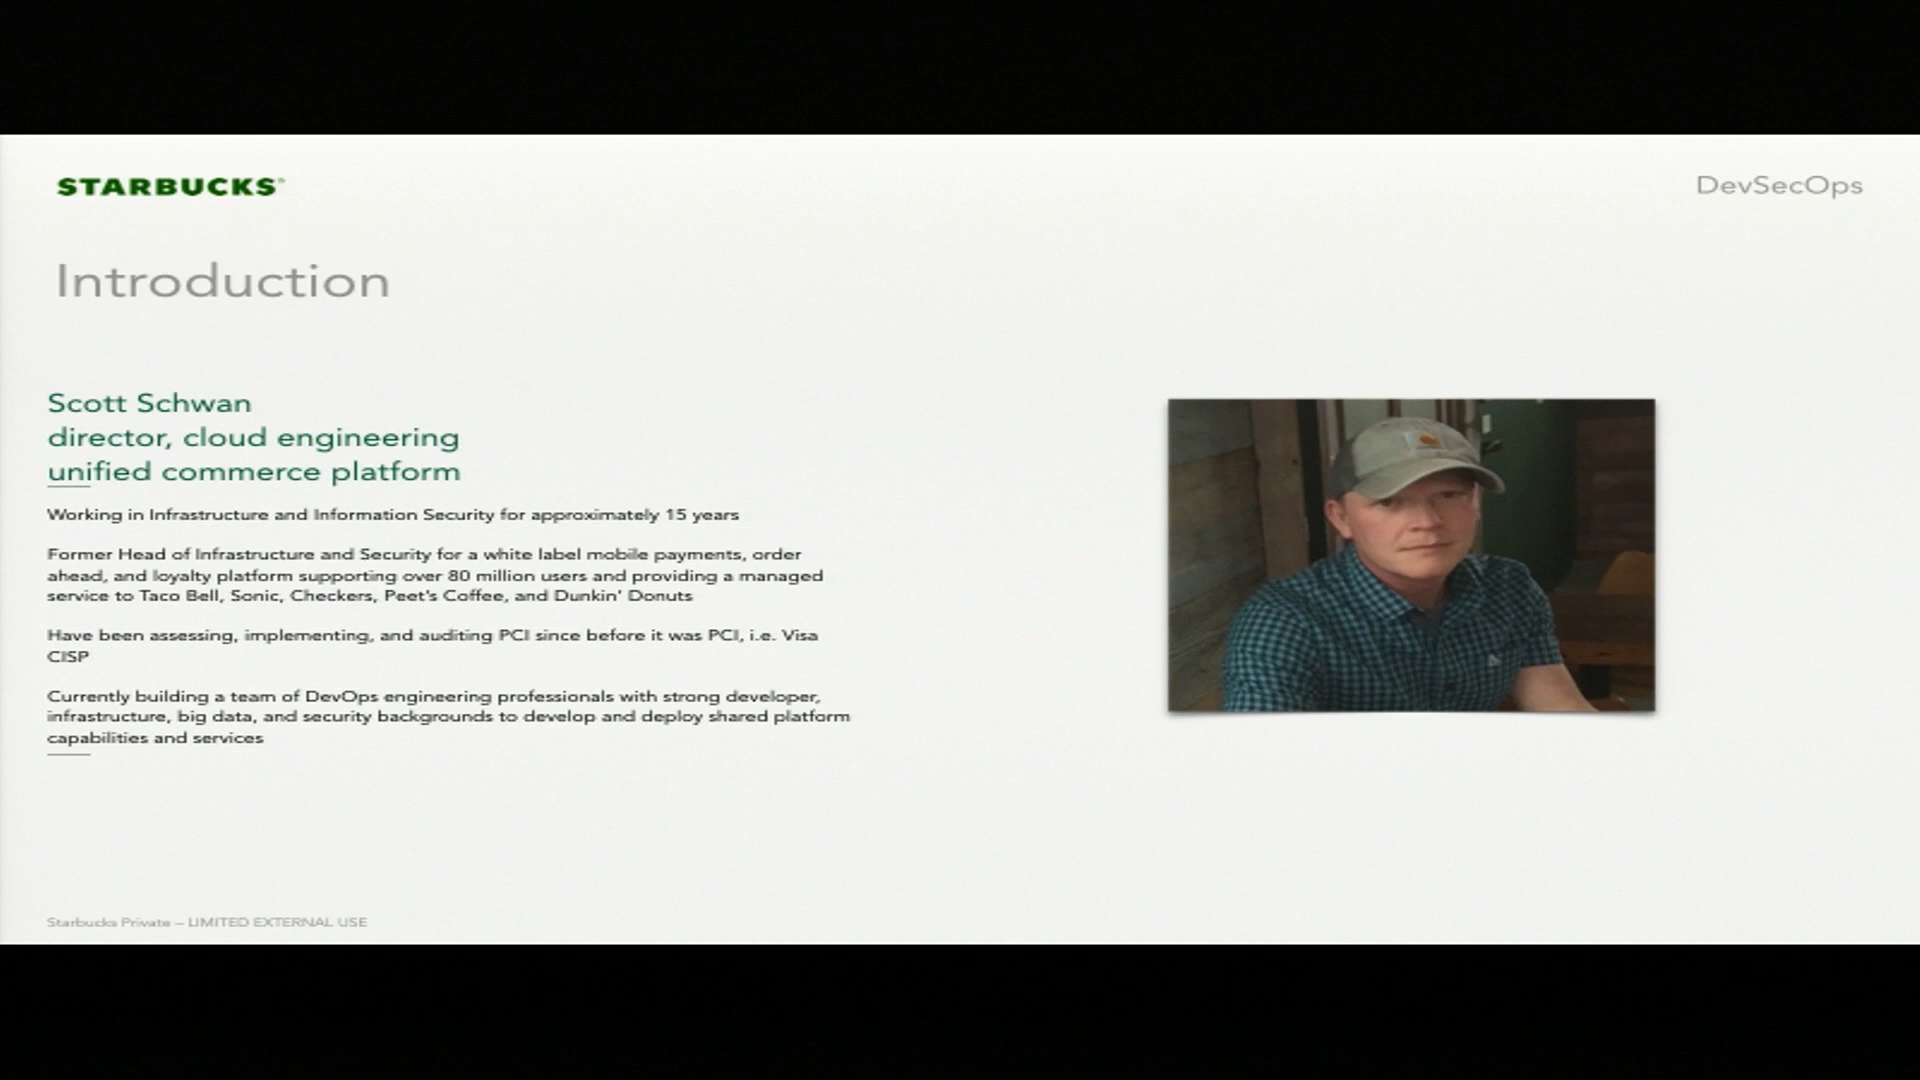 STARBUCKS®
DevSecOps
Introduction
Scott Schwan
director, cloud engineering
unified commerce platform
Working in Infrastructure and Information Security for approximately 15 years
Former Head of Infrastructure and Security for a white label mobile payments, order
ahead, and loyalty platform supporting over 80 million users and providing a managed
service to Taco Bell, Sonic, Checkers, Peet's Coffee, and Dunkin' Donuts
Have been assessing, implementing, and auditing PCI since before it was PCI, i.e. Visa
CISP
Currently building a team of DevOps engineering professionals with strong developer,
infrastructure, big data, and security backgrounds to develop and deploy shared platform
capabilities and services
Starbucks Private – LIMITED EXTERNAL USE